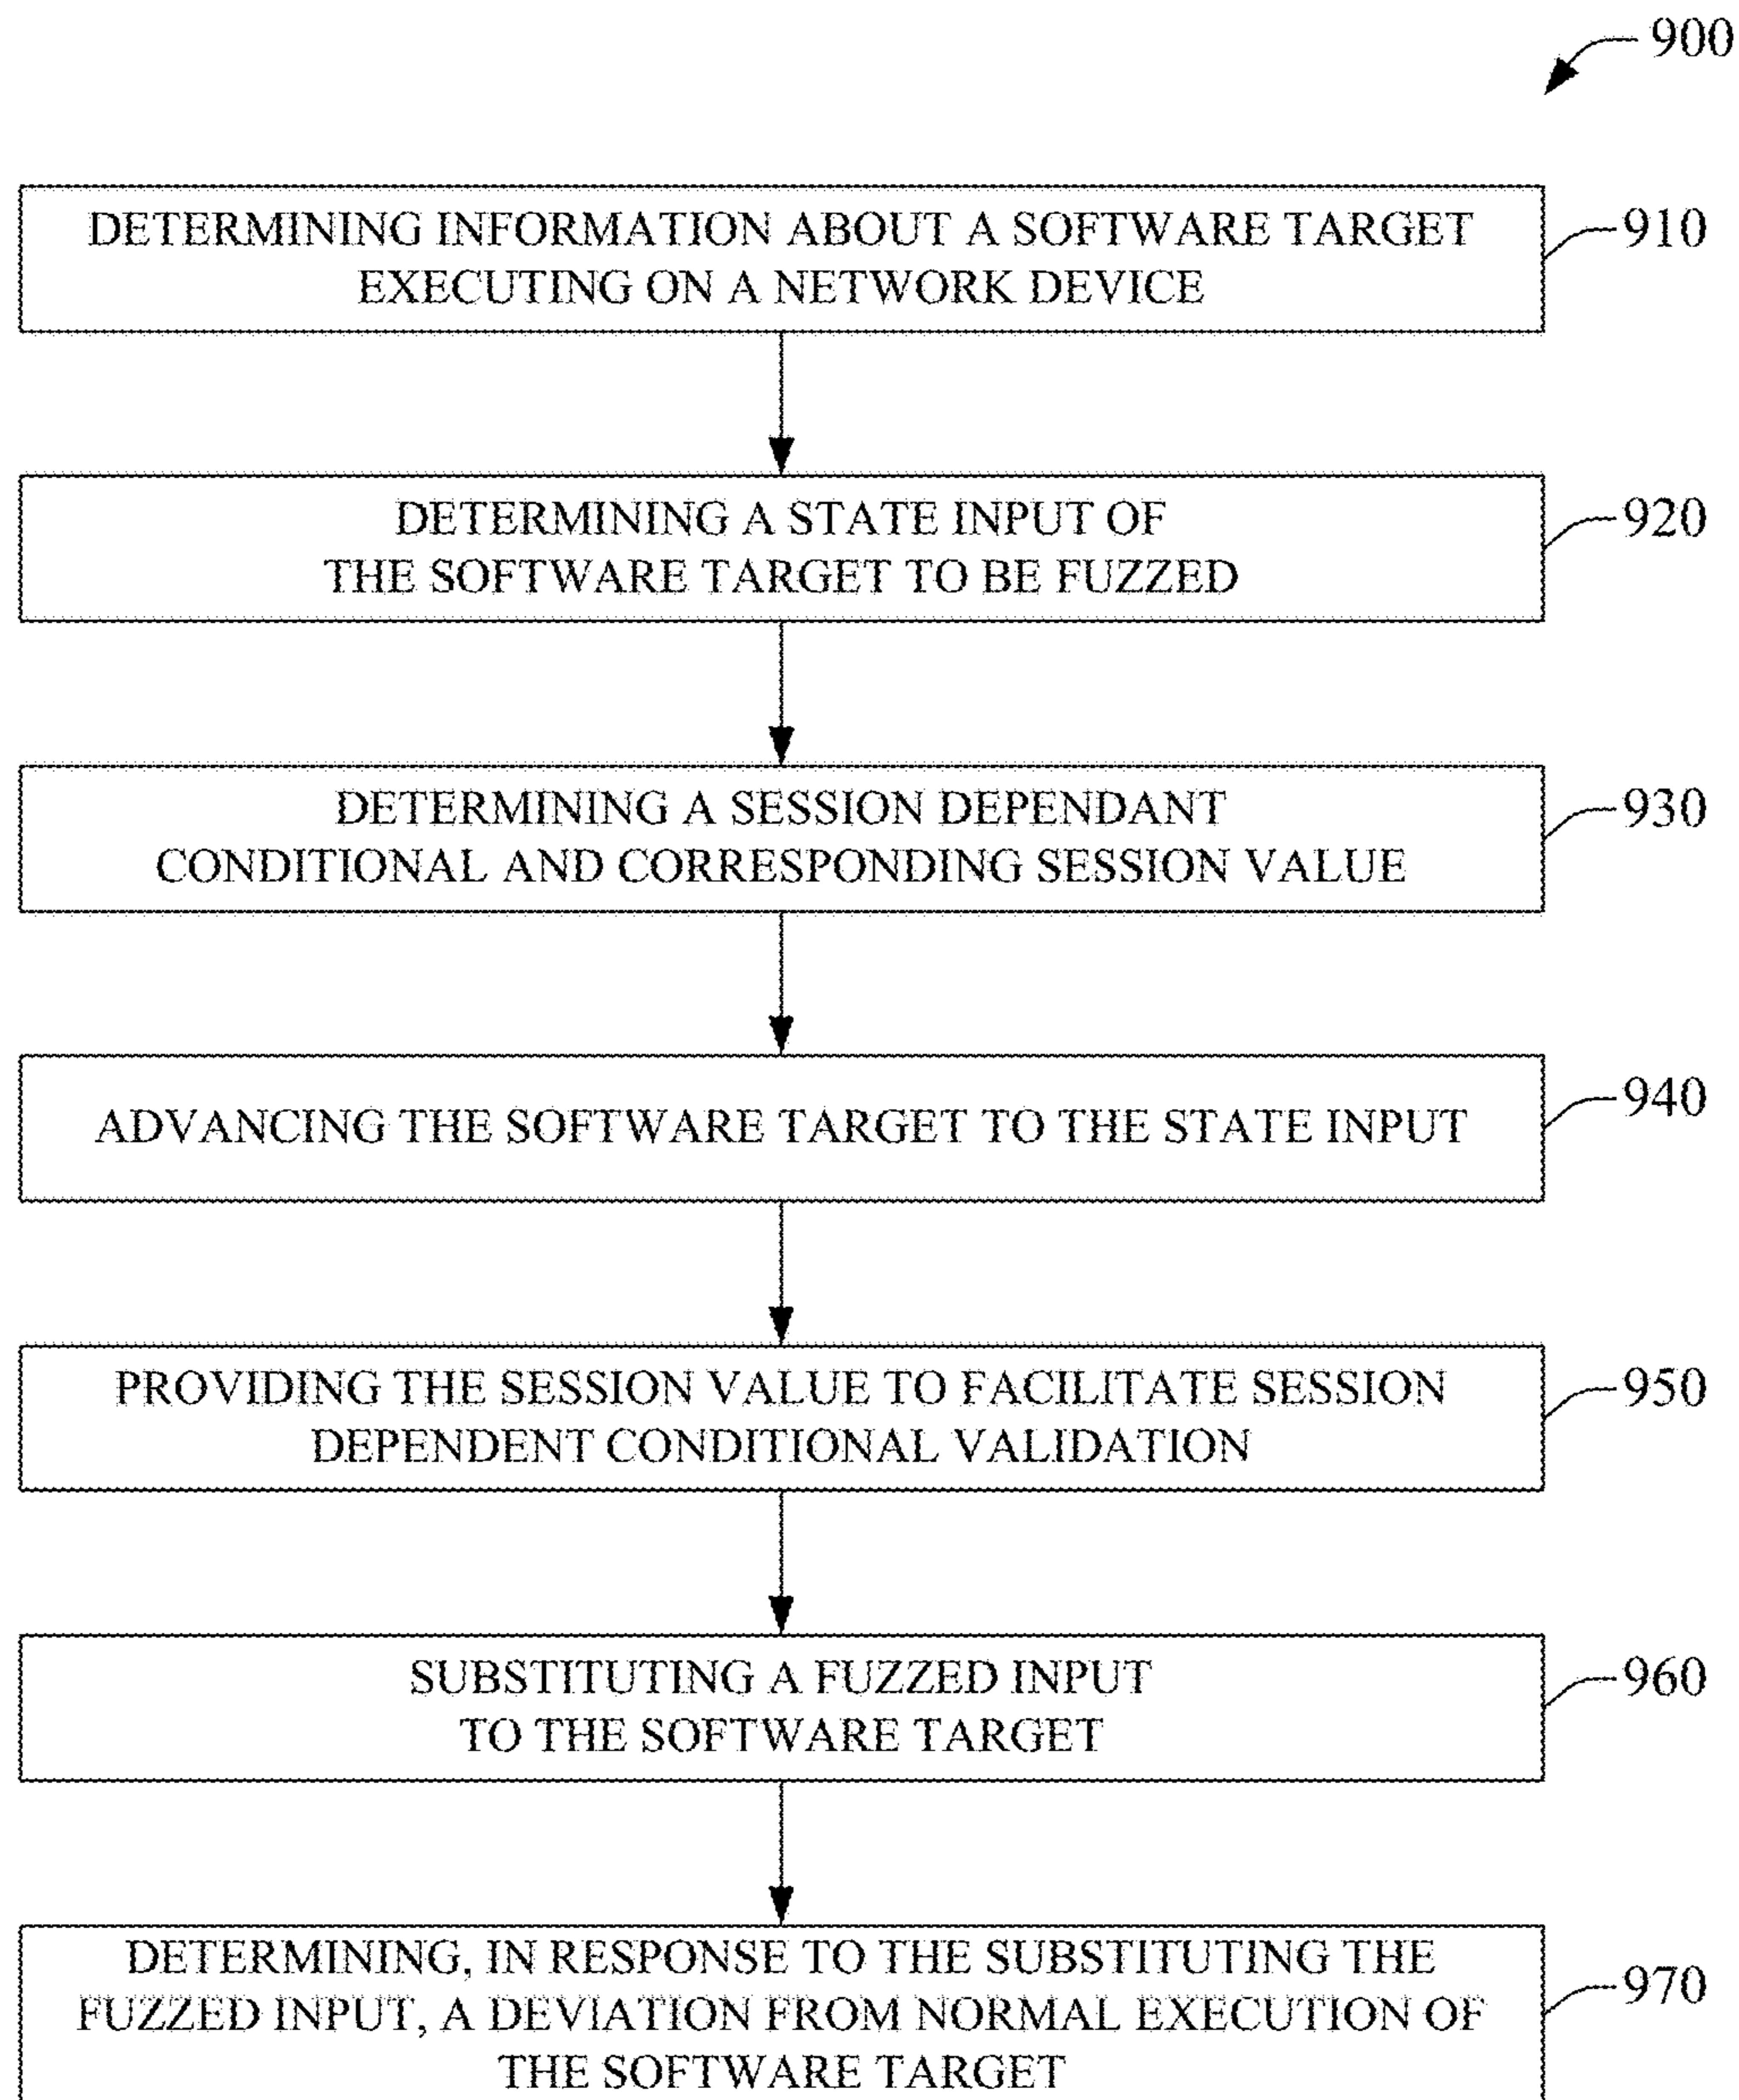 900
DETERMINING INFORMATION ABOUT A SOFTWARE TARGET
EXECUTING ON A NETWORK DEVICE
910
DETERMINING A STATE INPUT OF
THE SOFTWARE TARGET TO BE FUZZED
920
DETERMINING A SESSION DEPENDANT
CONDITIONAL AND CORRESPONDING SESSION VALUE
930
ADVANCING THE SOFTWARE TARGET TO THE STATE INPUT
940
PROVIDING THE SESSION VALUE TO FACILITATE SESSION
DEPENDENT CONDITIONAL VALIDATION
950
SUBSTITUTING A FUZZED INPUT
TO THE SOFTWARE TARGET
960
DETERMINING, IN RESPONSE TO THE SUBSTITUTING THE
FUZZED INPUT, A DEVIATION FROM NORMAL EXECUTION OF
THE SOFTWARE TARGET
970